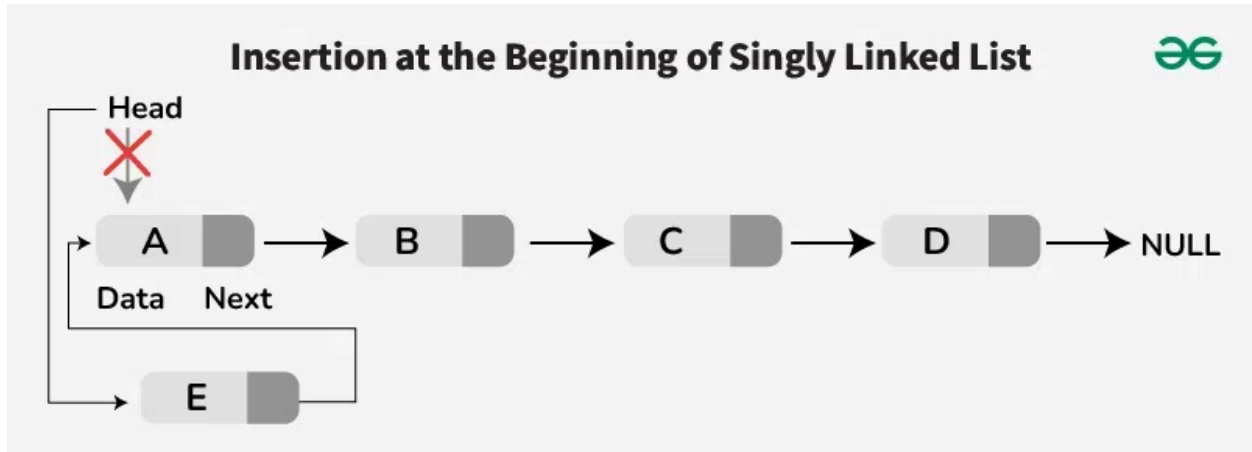 Insertion at the Beginning of Singly Linked List
Head
A B C D NULL
Data Next
E